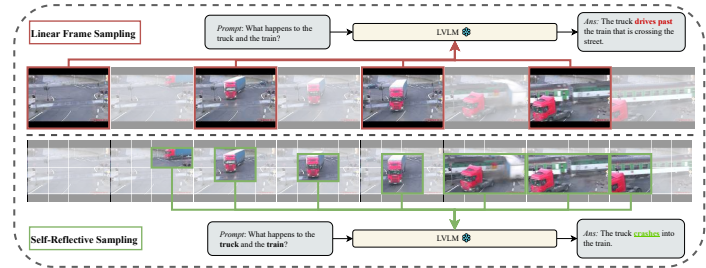 Linear Frame Sampling
Prompt: What happens to the
truck and the train?
LVLM
Ans: The truck drives past
the train that is crossing the
street.
Self-Reflective Sampling
Prompt: What happens to the
truck and the train?
LVLM
Ans: The truck crashes into
the train.